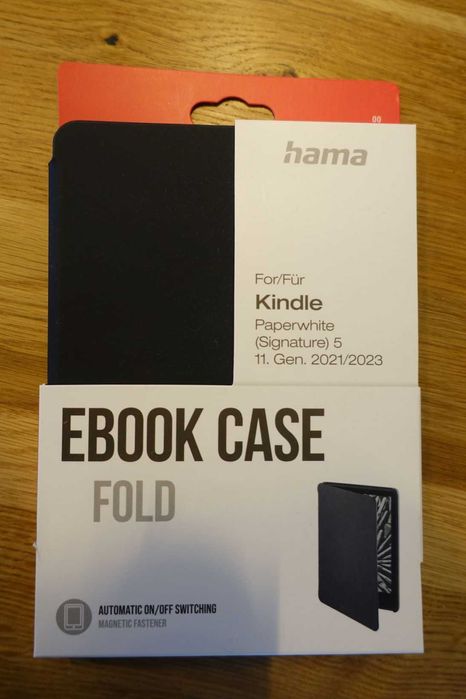 00
hama
For/Für
Kindle
Paperwhite
(Signature) 5
11. Gen. 2021/2023
EBOOK CASE
FOLD
AUTOMATIC ON/OFF SWITCHING
MAGNETIC FASTENER